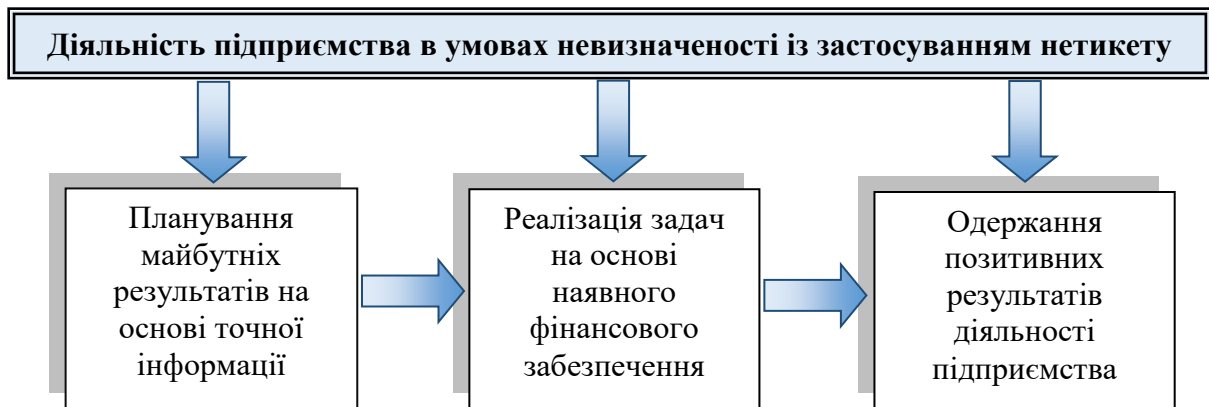 Діяльність підприємства в умовах невизначеності із застосуванням нетикету
Планування
майбутніх
результатів на
основі точної
інформації
Реалізація задач
на основі
наявного
фінансового
забезпечення
Одержання
позитивних
результатів
діяльності
підприємства